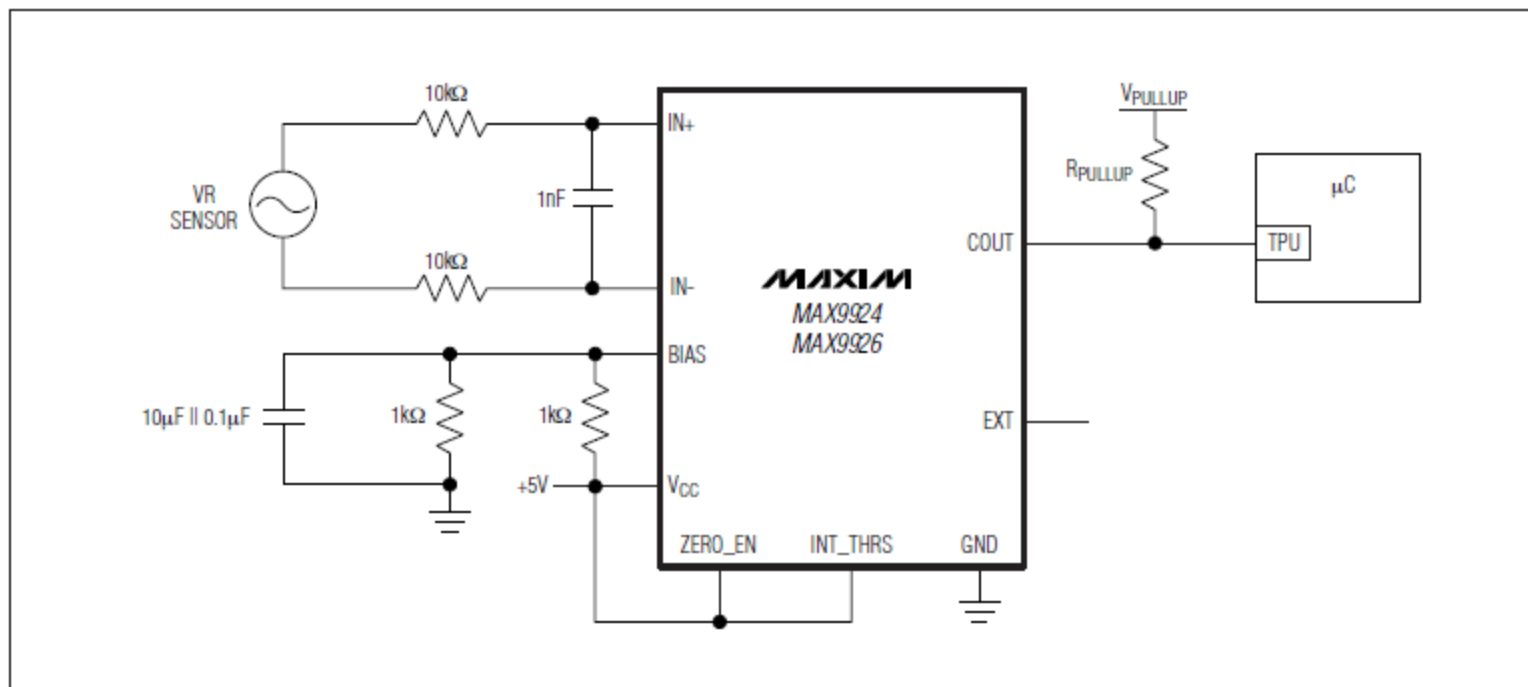 10kΩ
VR
SENSOR
1nF
10kΩ
10μF II 0.1μF
1kΩ
1kΩ
+5V
IN+
IN-
BIAS
VCC
ZERO_EN
INT_THRS
GND
MAXIM
MAX9924
MAX9926
COUT
EXT
VPULLUP
RPULLUP
μC
TPU